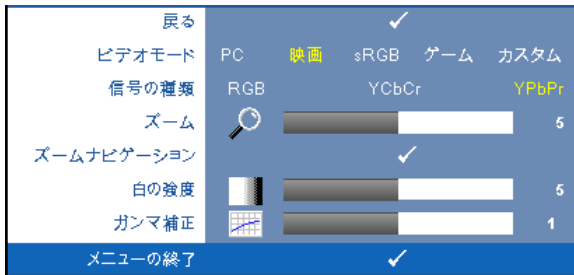 戻る
ビデオモード PC 映画 sRGB ゲーム カスタム
信号の種類 RGB YCbCr YPbPr
ズーム 5
ズームナビゲーション
白の強度 5
ガンマ補正 1
メニューの終了